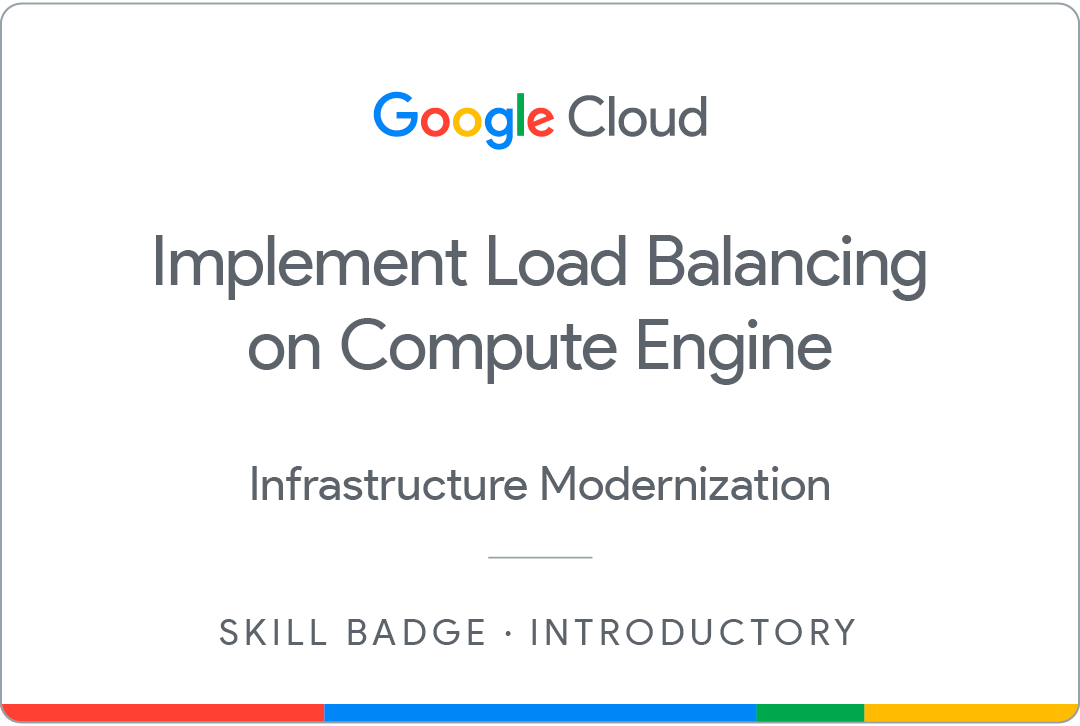 Google Cloud
Implement Load Balancing
on Compute Engine
Infrastructure Modernization
SKILL BADGE · INTRODUCTORY